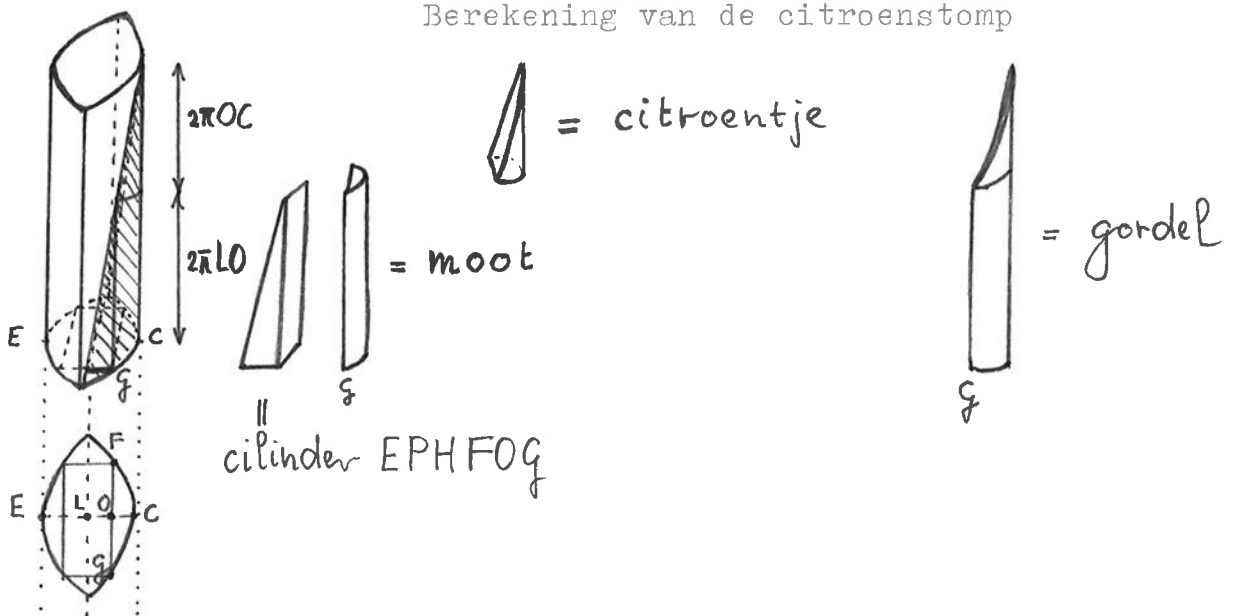 Berekening van de citroenstomp
2πOC
= citroentje
2πLO
= moot
= gordel
E
C
G
G
G
=
cilinder EPHFOG
F
E
L
O
C
G